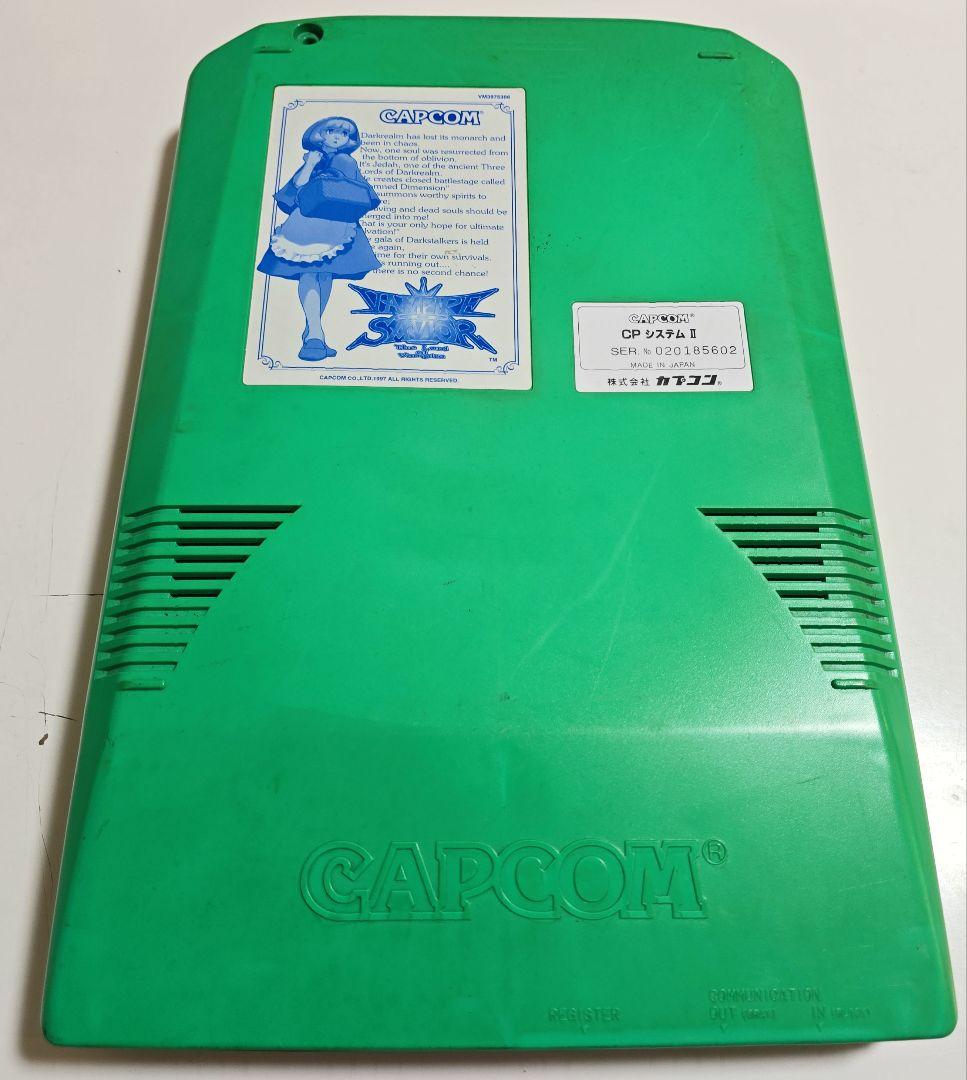 VM3975386
CAPCOM®
Darkrealm has lost its monarch and
been in chaos.
Now, one soul was resurrected from
the bottom of oblivion.
It's Jedah, one of the ancient Three
Lords of Darkrealm.
creates closed battlestage called
Dimension"
summons worthy spirits to
and dead souls should be
into me!
is your only hope for ultimate
gala of Darkstalkers is held
again,
for their own survivals.
running out....
there is no second chance!
VAMPIRE
SAVIOR
TM
CAPCOM CO.,LTD.1997 ALL RIGHTS RESERVED.
CAPCOM®
CP システム II
SER. No 020185602
MADE IN JAPAN
株式会社 カプコン®
CAPCOM®
COMMUNICATION
REGISTER OUT IN